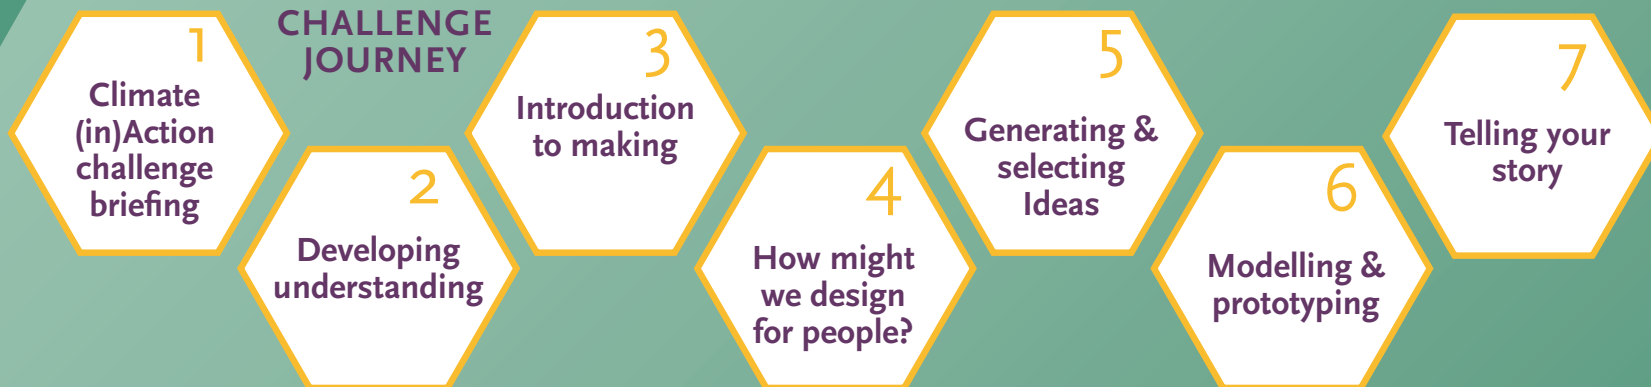 CHALLENGE
JOURNEY
1
Climate
(in)Action
challenge
briefing
2
Developing
understanding
3
Introduction
to making
4
How might
we design
for people?
5
Generating &
selecting
Ideas
6
Modelling &
prototyping
7
Telling your
story